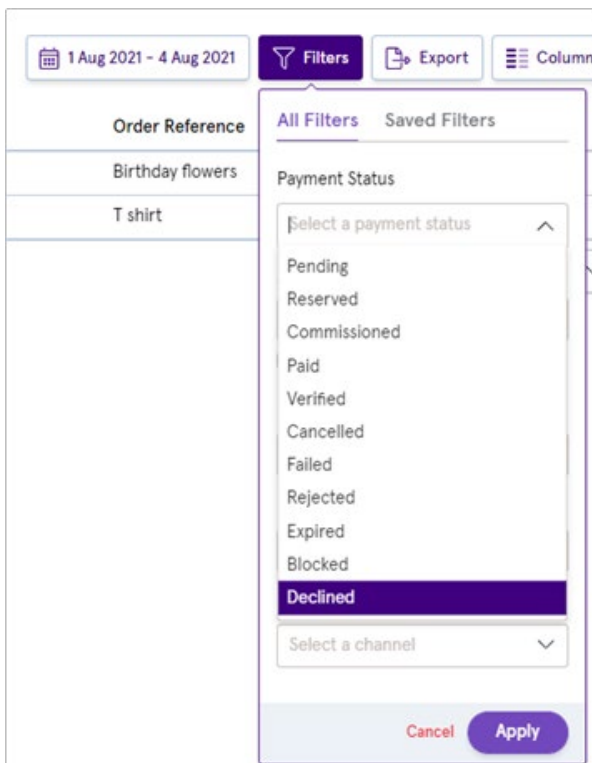 1 Aug 2021 - 4 Aug 2021
Filters
Export
Column
Order Reference
Birthday flowers
T shirt
All Filters
Saved Filters
Payment Status
Select a payment status
Pending
Reserved
Commissioned
Paid
Verified
Cancelled
Failed
Rejected
Expired
Blocked
Declined
Select a channel
Cancel
Apply